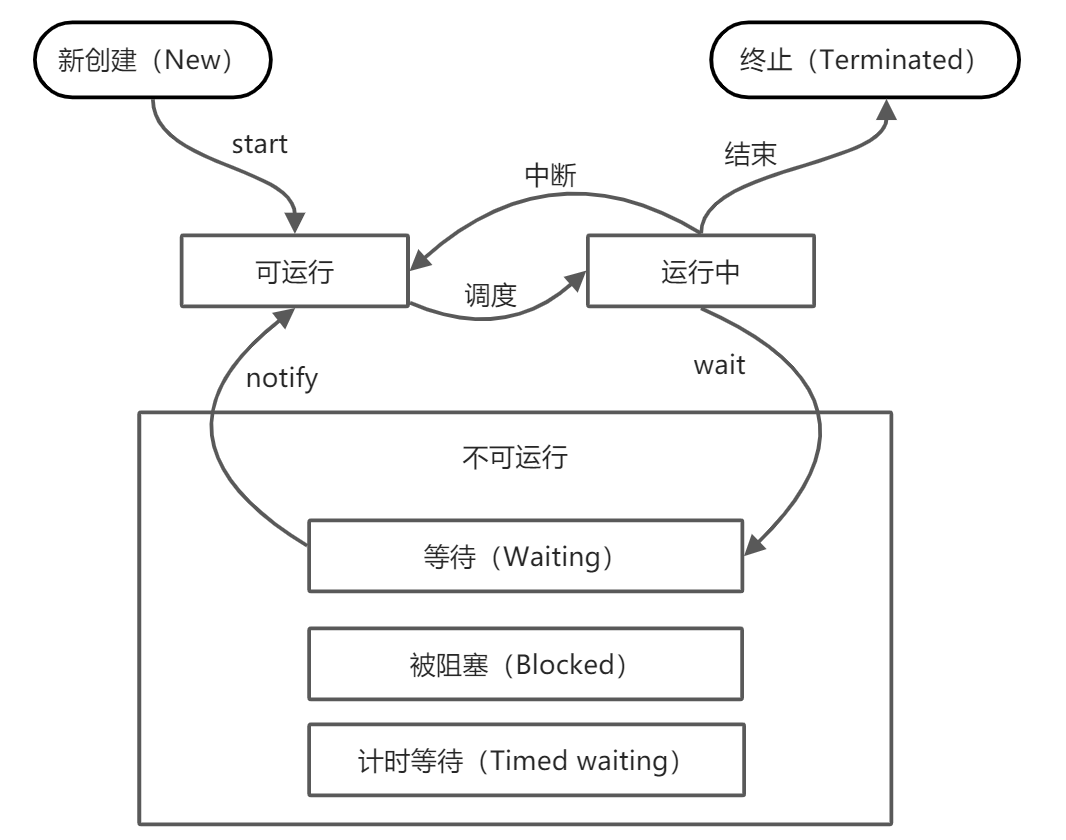 新创建（New）
终止（Terminated）
start
结束
中断
可运行
运行中
调度
notify
wait
不可运行
等待（Waiting）
被阻塞（Blocked）
计时等待（Timed waiting）